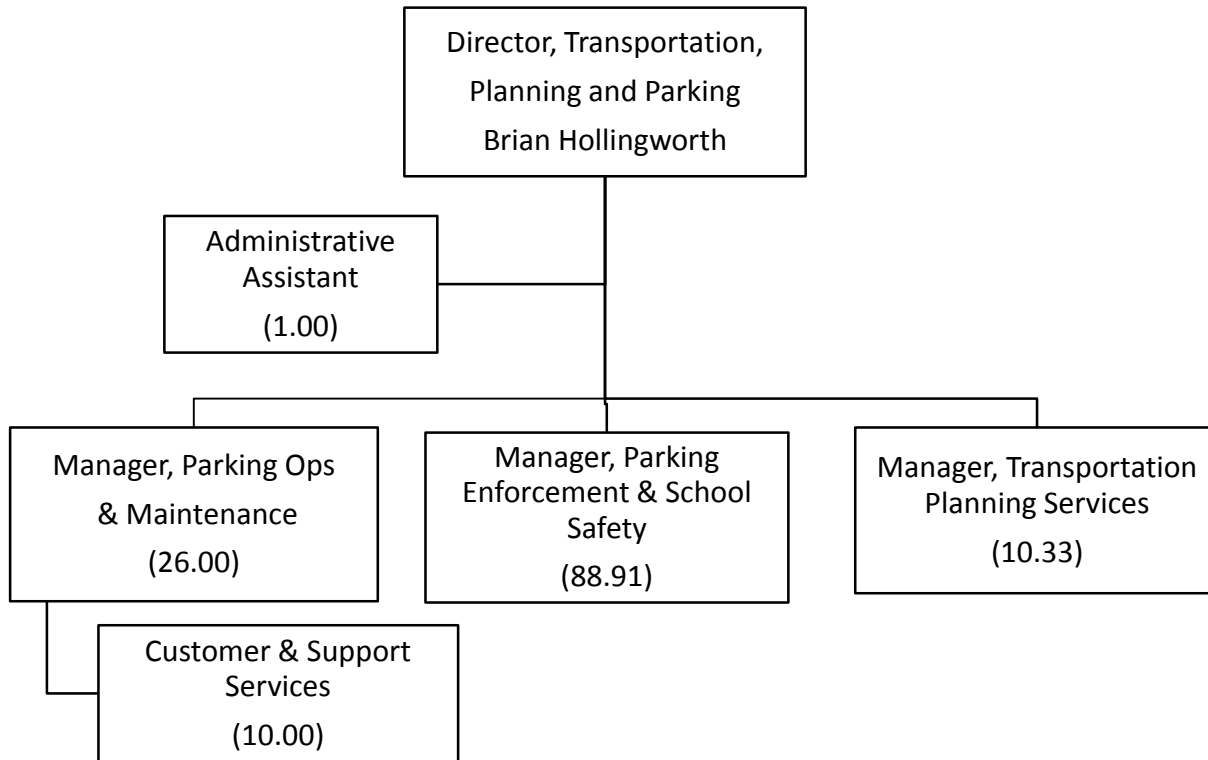 Director, Transportation,
Planning and Parking
Brian Hollingworth
Administrative
Assistant
(1.00)
Manager, Parking Ops
& Maintenance
(26.00)
Manager, Parking
Enforcement & School
Safety
(88.91)
Manager, Transportation
Planning Services
(10.33)
Customer & Support
Services
(10.00)